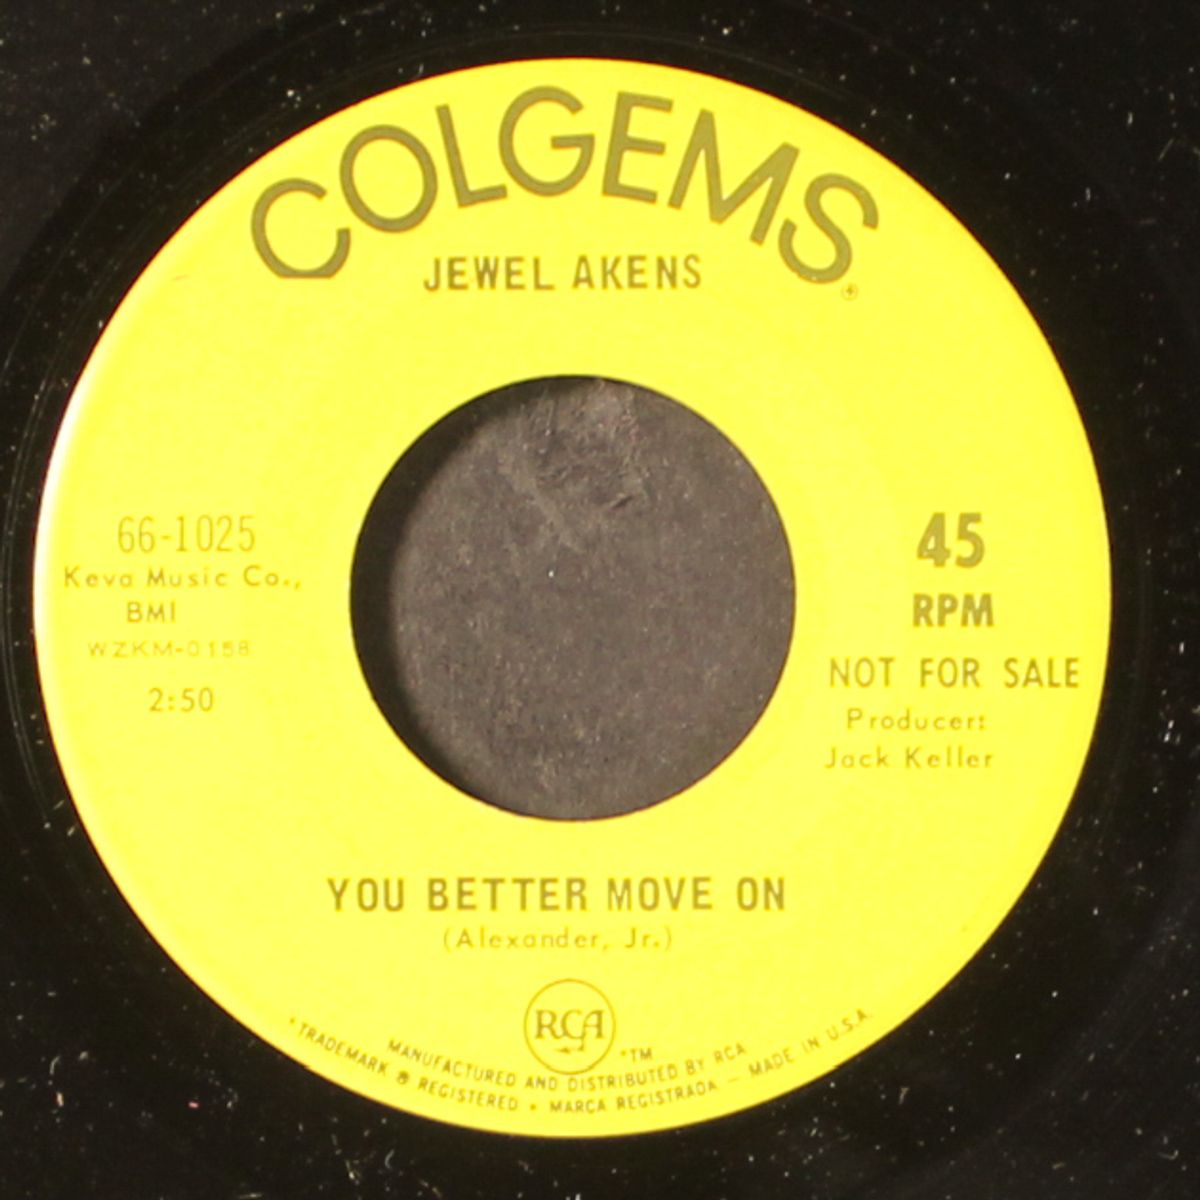 COLGEMS®
JEWEL AKENS
66-1025
Keva Music Co.,
BMI
WZKM-0158
2:50
45
RPM
NOT FOR SALE
Producer:
Jack Keller
YOU BETTER MOVE ON
(Alexander, Jr.)
RCA
*TM
MANUFACTURED AND DISTRIBUTED BY RCA
*TRADEMARK ® REGISTERED • MARCA REGISTRADA — MADE IN U.S.A.